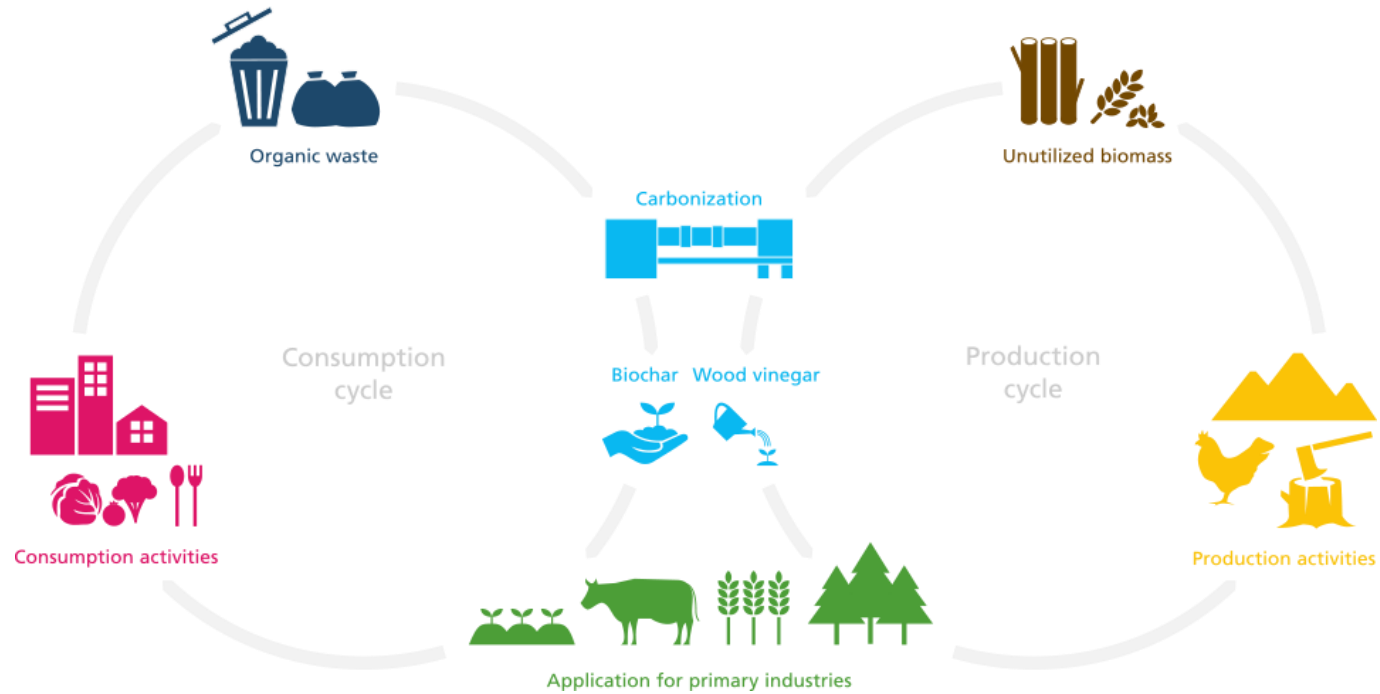 Organic waste
Unutilized biomass
Carbonization
Consumption
cycle
Production
cycle
Biochar
Wood vinegar
Consumption activities
Production activities
Application for primary industries